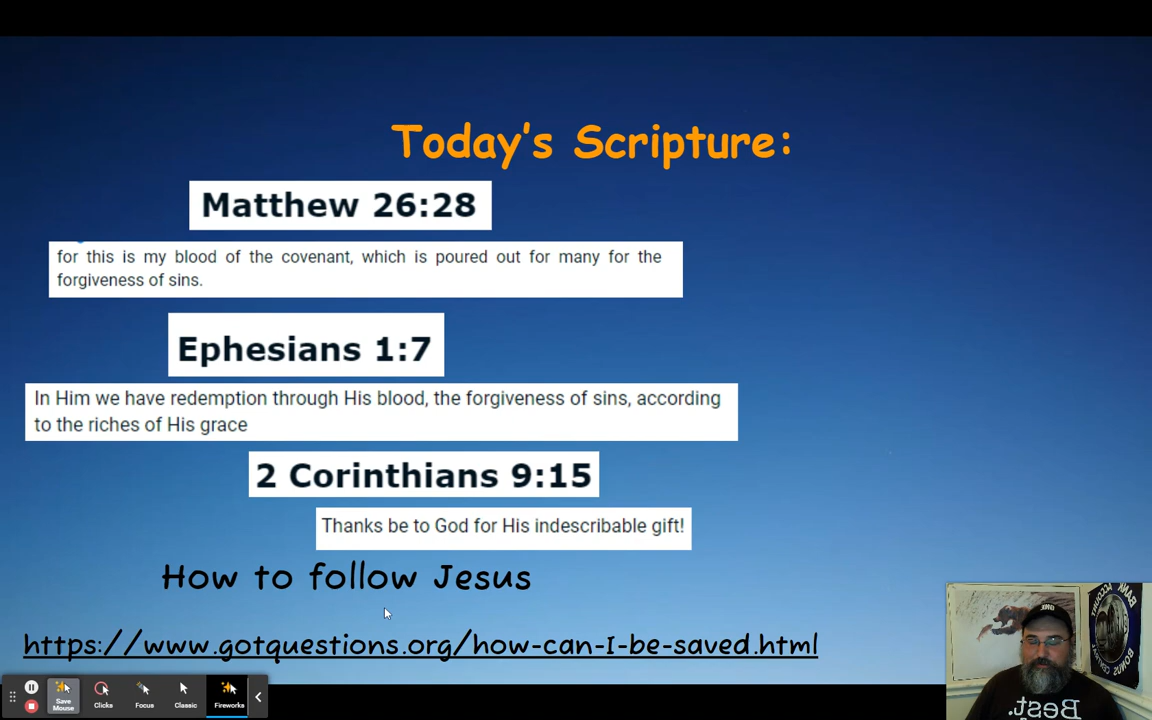 Today's Scripture:
Matthew 26:28
for this is my blood of the covenant, which is poured out for many for the
forgiveness of sins.
Ephesians 1:7
In Him we have redemption through His blood, the forgiveness of sins, according
to the riches of His grace
2 Corinthians 9:15
Thanks be to God for His indescribable gift!
How to follow Jesus
https://www.gotquestions.org/how-can-I-be-saved.html
Save
Mouse
Clicks
Focus
Classic
Fireworks
BANK ACCOUNT
BONUS
Best.